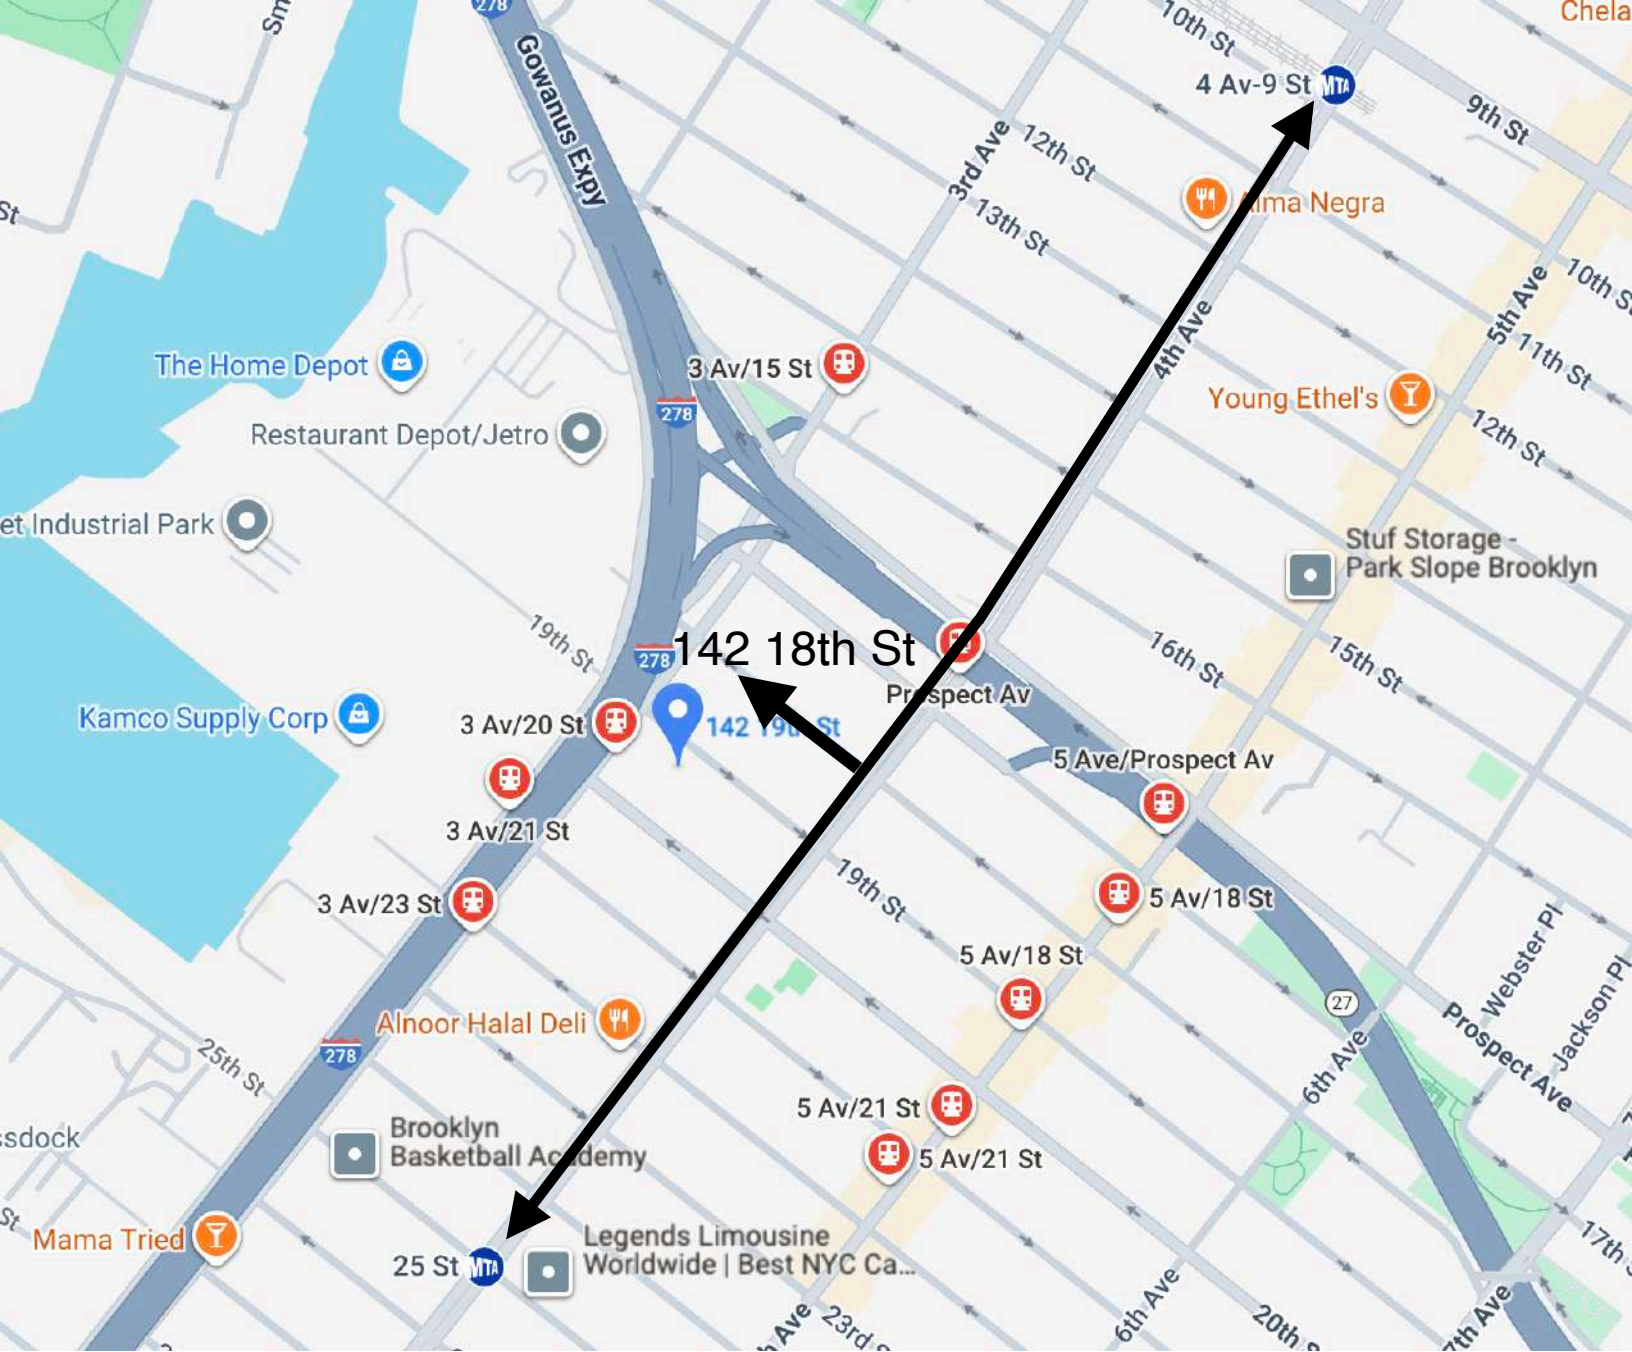 278
Sm
Chela
10th St
4 Av-9 St
MTA
9th St
Gowanus Expy
3rd Ave
12th St
Alma Negra
13th St
St
10th S
5th Ave
4th Ave
11th St
The Home Depot
3 Av/15 St
278
Young Ethel's
12th St
Restaurant Depot/Jetro
et Industrial Park
Stuf Storage -
Park Slope Brooklyn
19th St
278
142 18th St
16th St
15th St
Prospect Av
Kamco Supply Corp
3 Av/20 St
142 19th St
5 Ave/Prospect Av
3 Av/21 St
19th St
3 Av/23 St
5 Av/18 St
5 Av/18 St
Webster Pl
Jackson Pl
27
Prospect Ave
Alnoor Halal Deli
278
25th St
6th Ave
5 Av/21 St
5 Av/21 St
ssdock
Brooklyn
Basketball Academy
St
Mama Tried
25 St
MTA
Legends Limousine
Worldwide | Best NYC Ca...
17th S
6th Ave
7th Ave
h Ave
23rd S
20th S